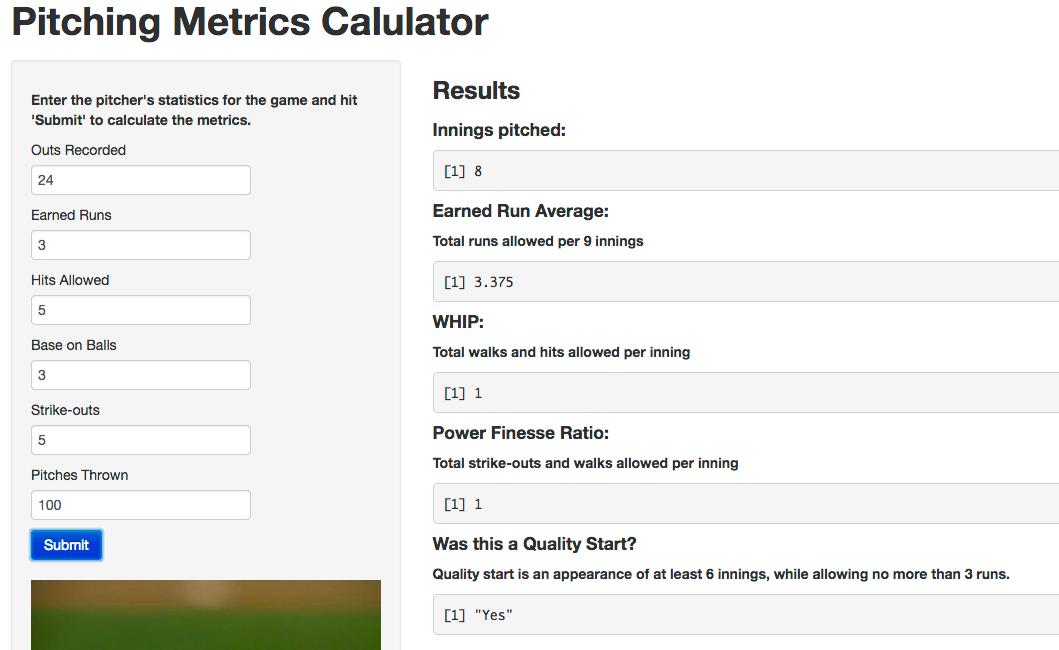 Pitching Metrics Calulator
Enter the pitcher's statistics for the game and hit
'Submit' to calculate the metrics.
Outs Recorded
24
Earned Runs
3
Hits Allowed
5
Base on Balls
3
Strike-outs
5
Pitches Thrown
100
Submit
Results
Innings pitched:
[1] 8
Earned Run Average:
Total runs allowed per 9 innings
[1] 3.375
WHIP:
Total walks and hits allowed per inning
[1] 1
Power Finesse Ratio:
Total strike-outs and walks allowed per inning
[1] 1
Was this a Quality Start?
Quality start is an appearance of at least 6 innings, while allowing no more than 3 runs.
[1] "Yes"